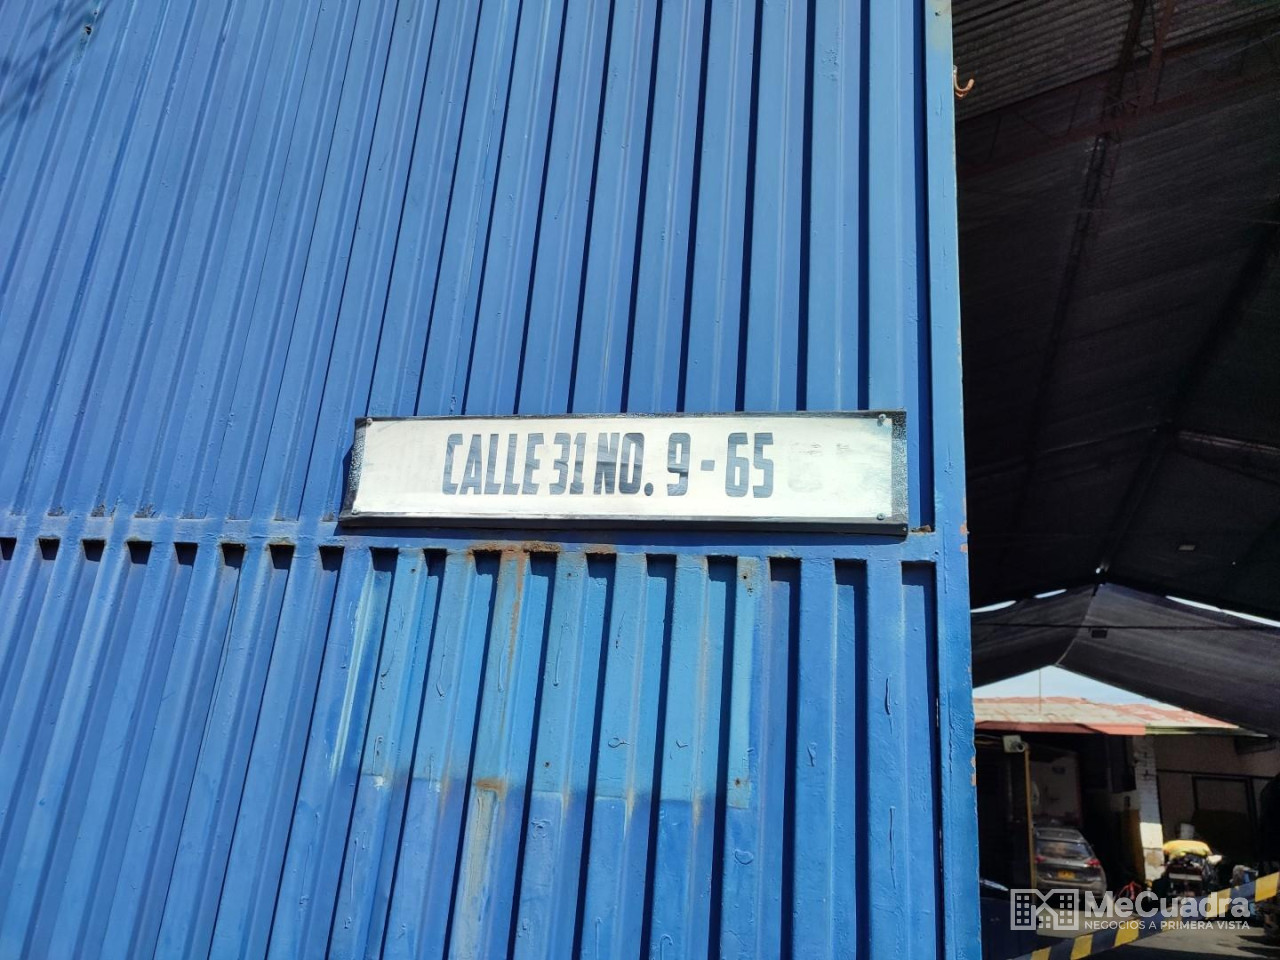 CALLE 31 NO. 9 - 65
MeCuadra
NEGOCIOS A PRIMERA VISTA